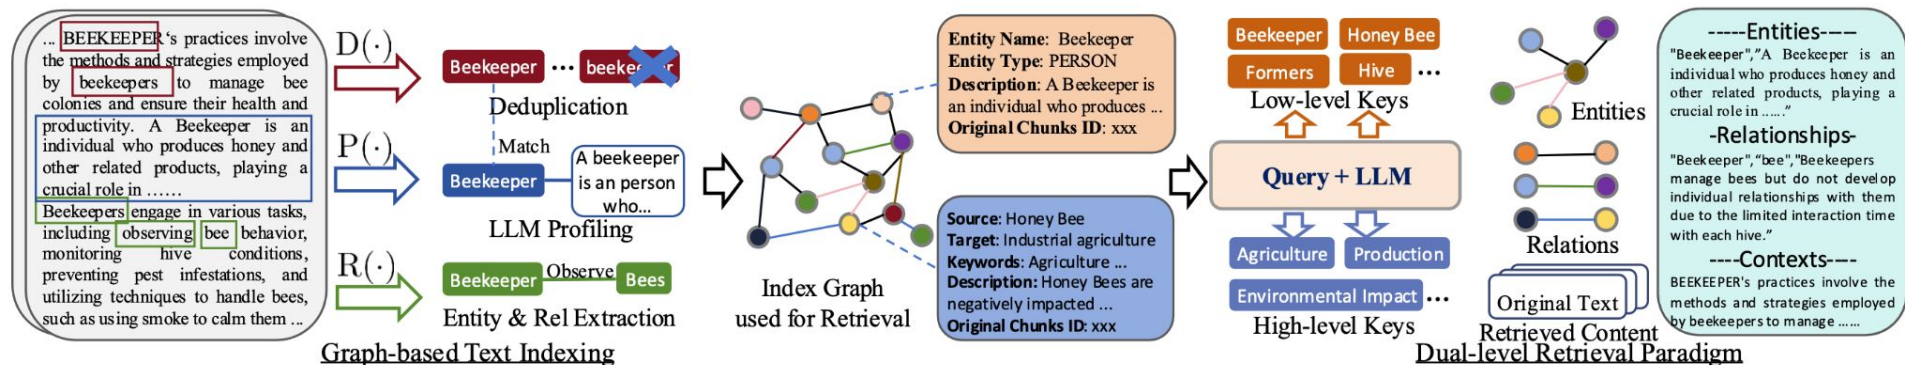 ... BEEKEEPER's practices involve
the methods and strategies employed
by beekeepers to manage bee
colonies and ensure their health and
productivity. A Beekeeper is an
individual who produces honey and
other related products, playing a
crucial role in ......
Beekeepers engage in various tasks,
including observing bee behavior,
monitoring hive conditions,
preventing pest infestations, and
utilizing techniques to handle bees,
such as using smoke to calm them ...
D(·)
P(·)
R(·)
Beekeeper ... beekeeper
Deduplication
Match
Beekeeper
A beekeeper
is an person
who...
LLM Profiling
Beekeeper Observe Bees
Entity & Rel Extraction
Graph-based Text Indexing
Index Graph
used for Retrieval
Entity Name: Beekeeper
Entity Type: PERSON
Description: A Beekeeper is
an individual who produces ...
Original Chunks ID: xxx
Source: Honey Bee
Target: Industrial agriculture
Keywords: Agriculture ...
Description: Honey Bees are
negatively impacted ...
Original Chunks ID: xxx
Beekeeper Honey Bee
Formers Hive ...
Low-level Keys
Query + LLM
Agriculture Production
Environmental Impact ...
High-level Keys
Entities
Relations
Original Text
Retrieved Content
Dual-level Retrieval Paradigm
-----Entities-----
"Beekeeper","A Beekeeper is an
individual who produces honey and
other related products, playing a
crucial role in ......"
-Relationships-
"Beekeeper","bee","Beekeepers
manage bees but do not develop
individual relationships with them
due to the limited interaction time
with each hive."
----Contexts----
BEEKEEPER's practices involve the
methods and strategies employed
by beekeepers to manage ......